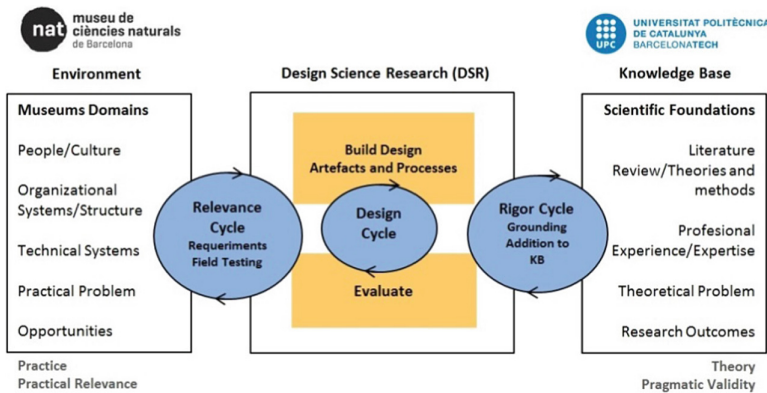 nat
museu de
ciències naturals
de Barcelona
UPC
UNIVERSITAT POLITÈCNICA
DE CATALUNYA
BARCELONATECH
Environment
Design Science Research (DSR)
Knowledge Base
Museums Domains
People/Culture
Organizational
Systems/Structure
Technical Systems
Practical Problem
Opportunities
Relevance
Cycle
Requeriments
Field Testing
Build Design
Artefacts and Processes
Design
Cycle
Evaluate
Rigor Cycle
Grounding
Addition to
KB
Scientific Foundations
Literature
Review/Theories and
methods
Profesional
Experience/Expertise
Theoretical Problem
Research Outcomes
Practice
Practical Relevance
Theory
Pragmatic Validity